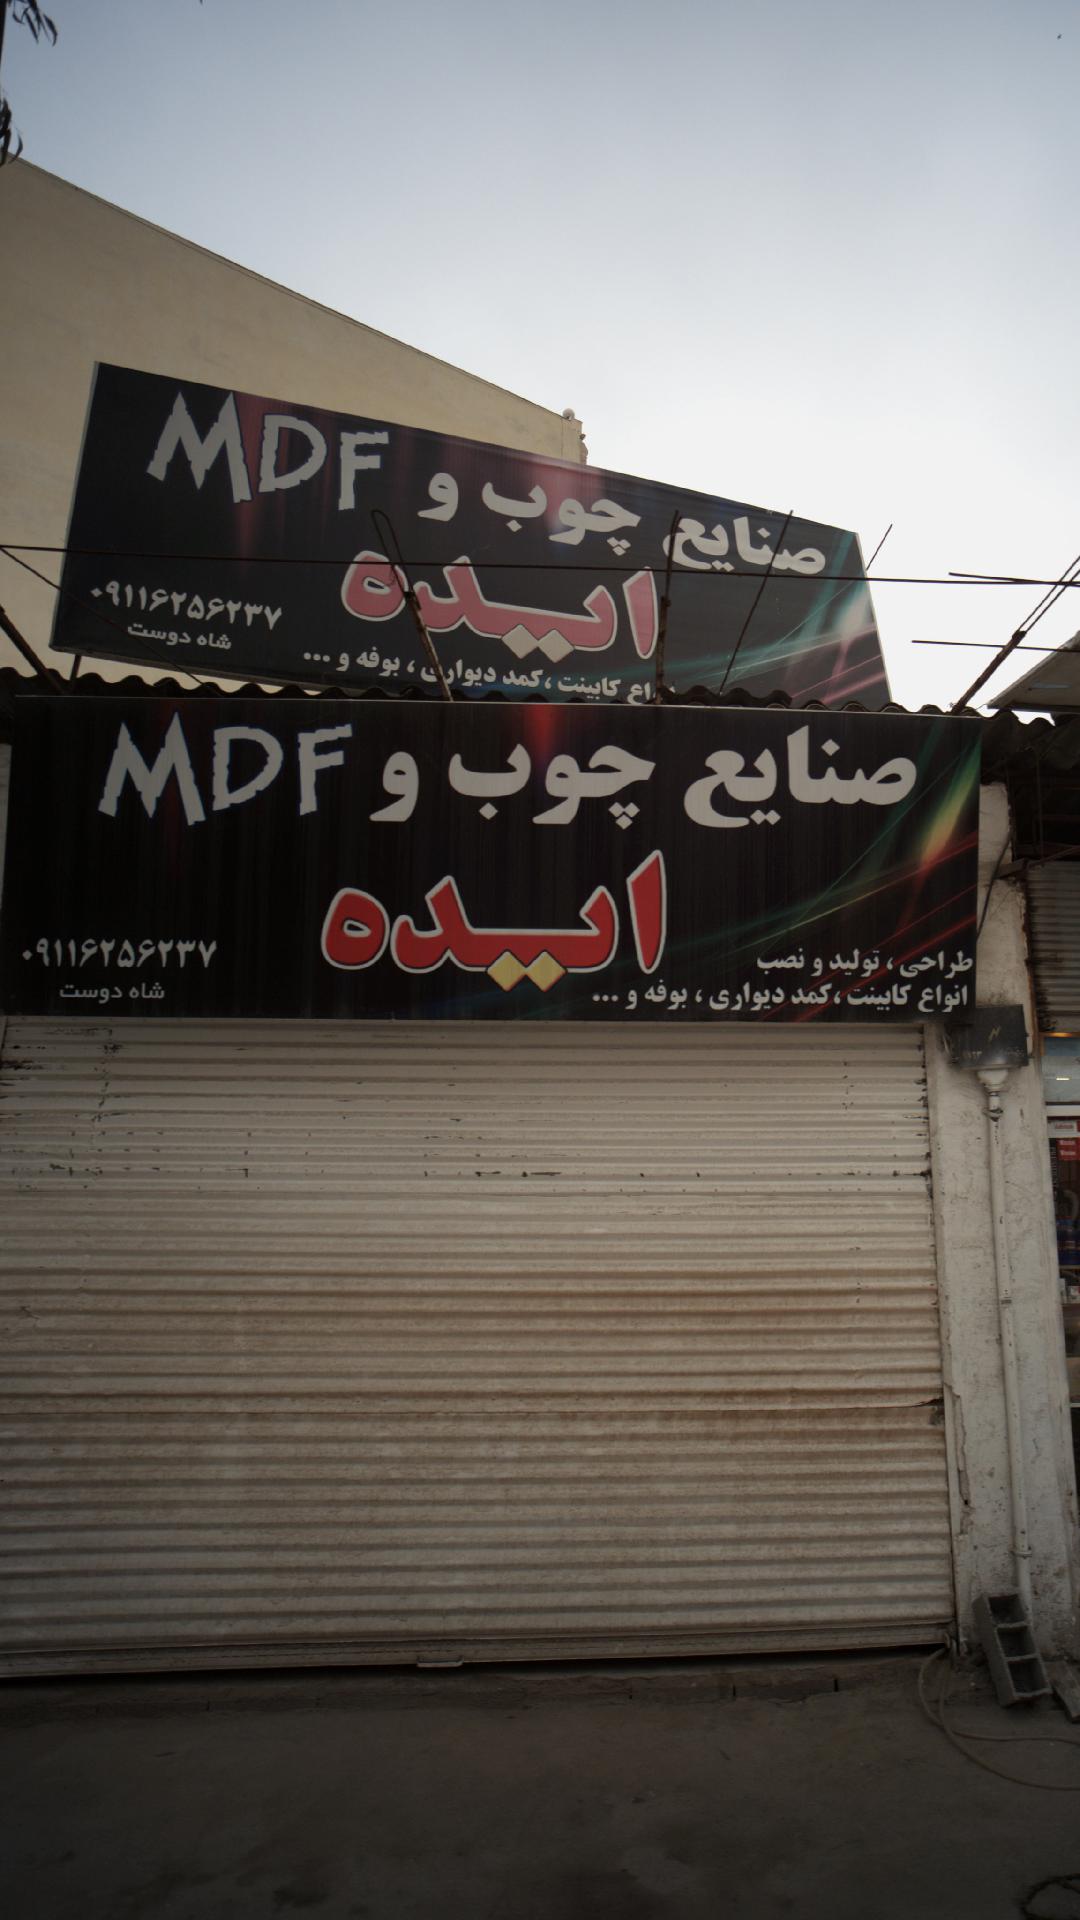 صنایع چوب و MDF
ایده
۰۹۱۱۶۲۵۶۲۳۷
شاه دوست
انواع کابینت ،کمد دیواری ، بوفه و ...
صنایع چوب و MDF
ایده
طراحی ، تولید و نصب
انواع کابینت ،کمد دیواری ، بوفه و ...
۰۹۱۱۶۲۵۶۲۳۷
شاه دوست